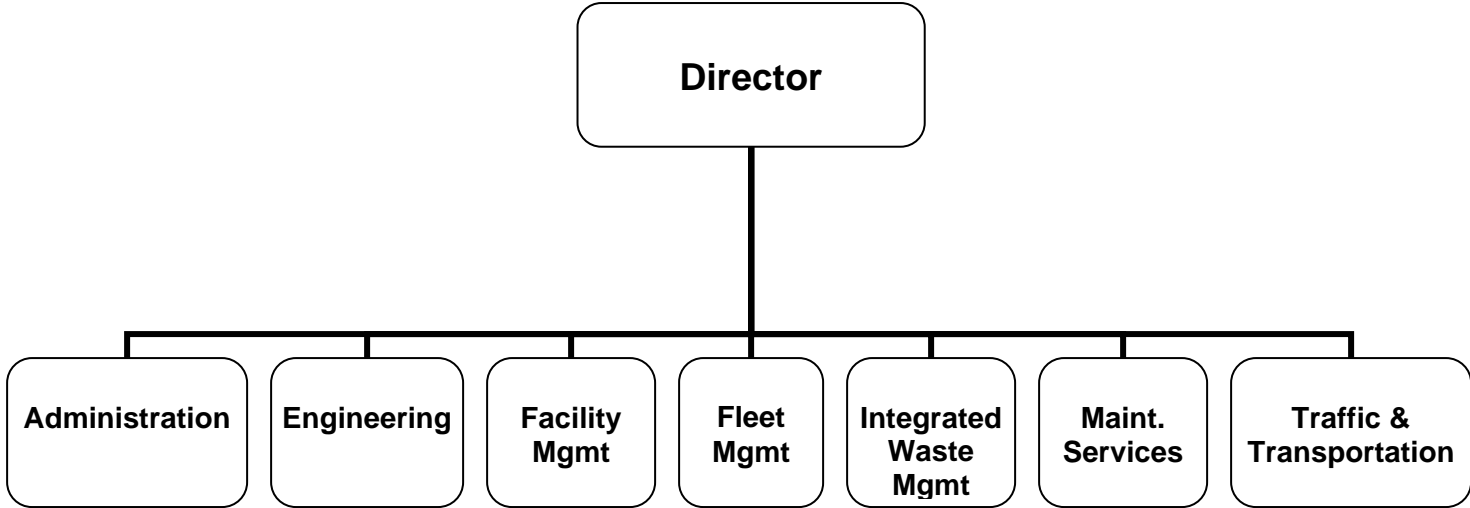 Director
Administration
Engineering
Facility
Mgmt
Fleet
Mgmt
Integrated
Waste
Mgmt
Maint.
Services
Traffic &
Transportation